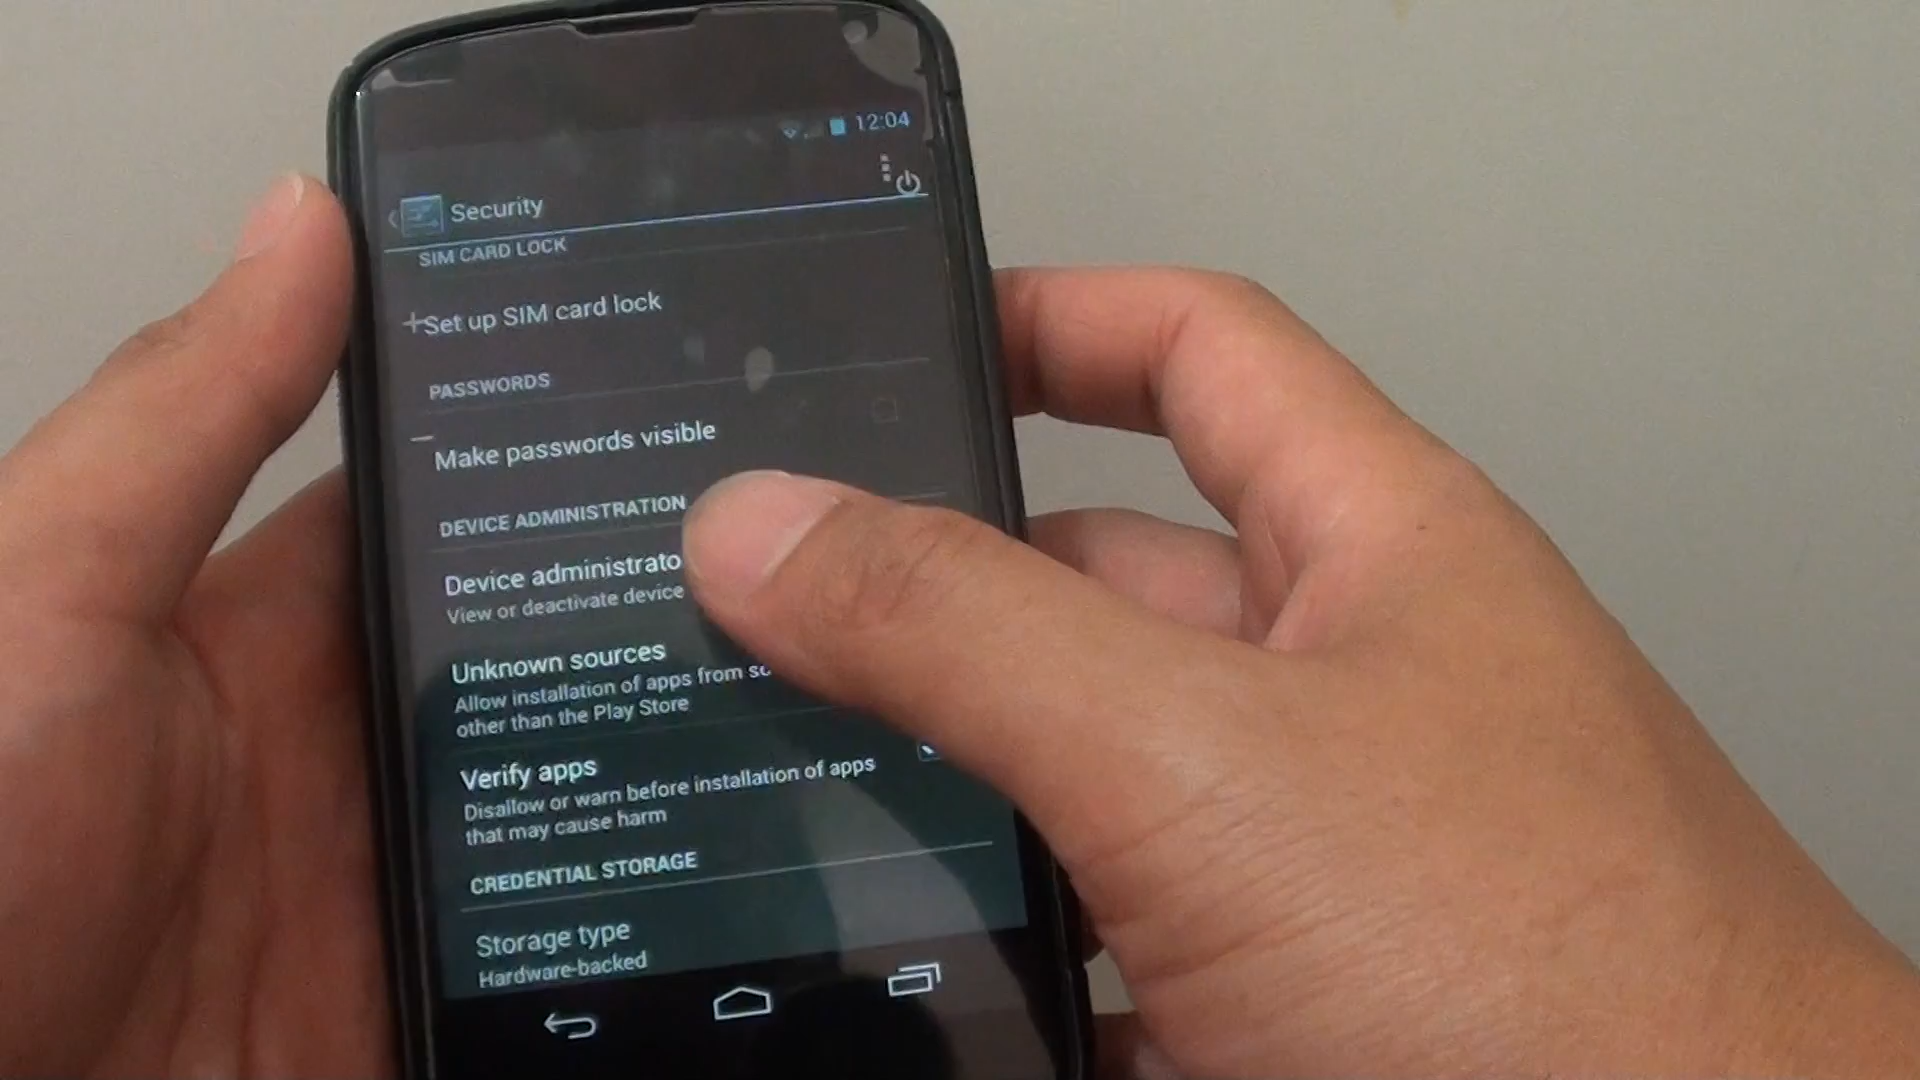 12:04
Security
SIM CARD LOCK
Set up SIM card lock
PASSWORDS
Make passwords visible
DEVICE ADMINISTRATION
Device administrato
View or deactivate device
Unknown sources
Allow installation of apps from
other than the Play Store
Verify apps
Disallow or warn before installation of apps
that may cause harm
CREDENTIAL STORAGE
Storage type
Hardware-backed